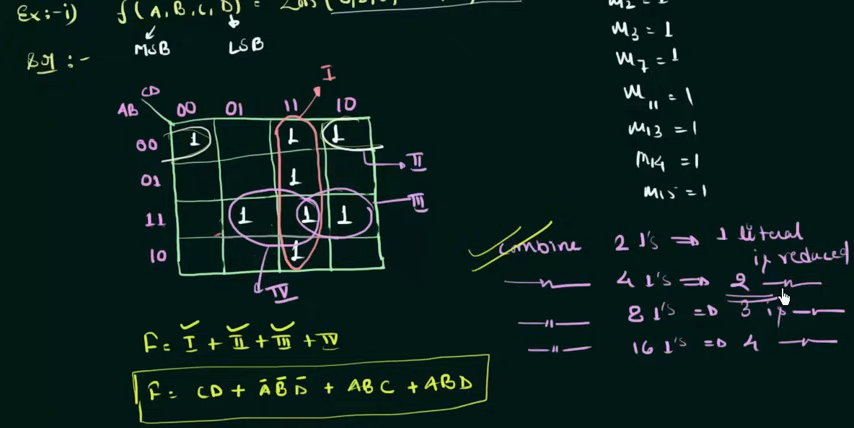 Ex:- i) f(A, B, C, D) =
MSB LSB
Sol :-
m₃ = 1
m₇ = 1
m₁₁ = 1
m₁₃ = 1
m₁₄ = 1
m₁₅ = 1
I
CD
AB 00 01 11 10
00 1 1 1
II
01 1
11 1 1 1
III
10 1
IV
Combine 2 1's ⇒ 1 literal
is reduced
4 1's ⇒ 2
8 1's ⇒ 3 is
16 1's ⇒ 4
F = I + II + III + IV
F = CD + A̅ B̅ D̅ + ABC + ABD